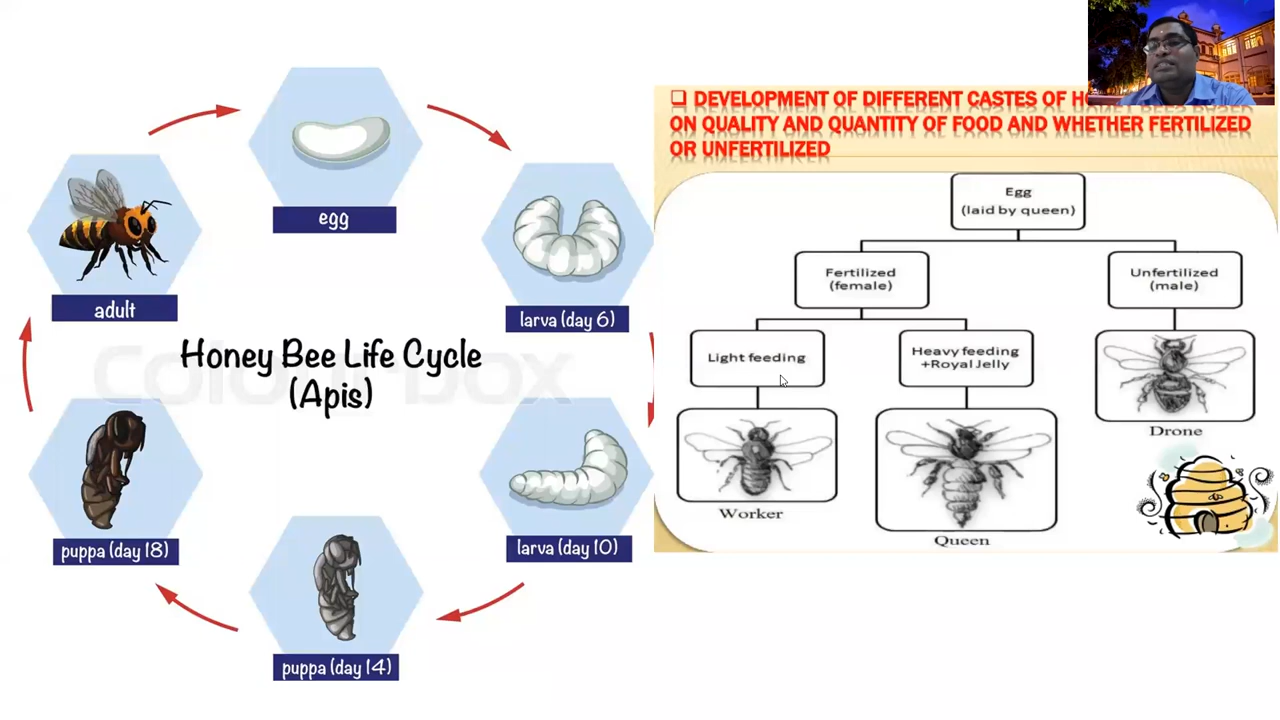 egg
larva (day 6)
adult
Honey Bee Life Cycle
(Apis)
larva (day 10)
puppa (day 18)
puppa (day 14)
❑ DEVELOPMENT OF DIFFERENT CASTES OF
ON QUALITY AND QUANTITY OF FOOD AND WHETHER FERTILIZED
OR UNFERTILIZED
Egg
(laid by queen)
Fertilized
(female)
Unfertilized
(male)
Light feeding
Heavy feeding
+Royal Jelly
Drone
Worker
Queen